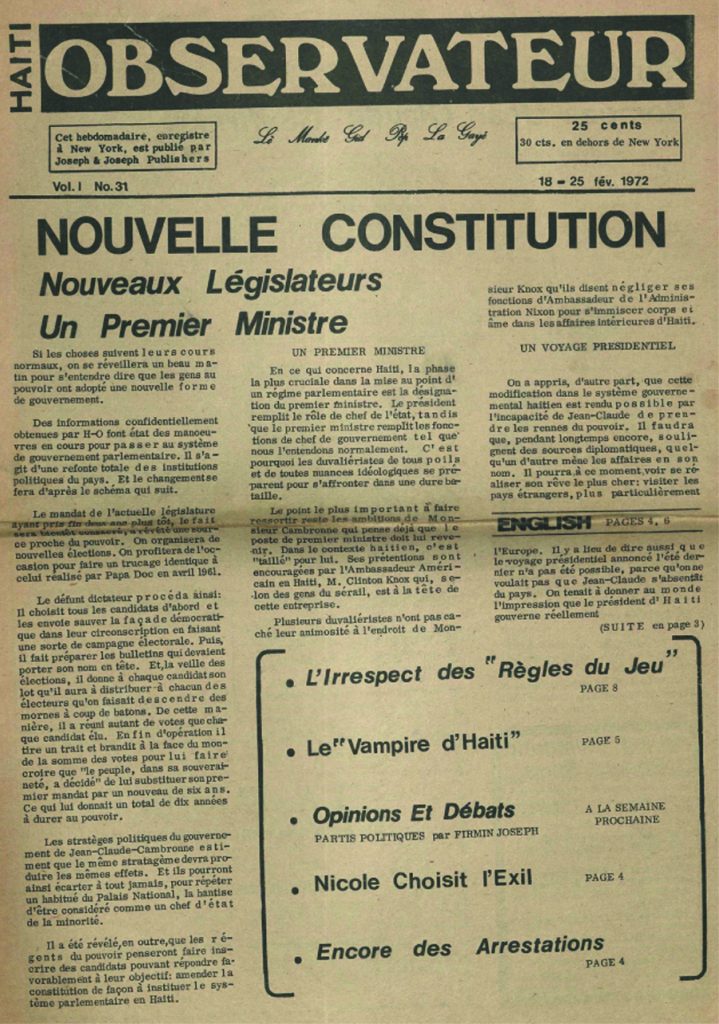 HAITI
OBSERVATEUR
Cet hebdomadaire, enregistre
à New York, est publié par
Joseph & Joseph Publishers
Lè Manke Gid Pèp La Gayé
25 cents
30 cts. en dehors de New York
Vol. I No. 31
18 - 25 fév. 1972
NOUVELLE CONSTITUTION
Nouveaux Législateurs
Un Premier Ministre
Si les choses suivent leurs cours
normaux, on se réveillera un beau ma-
tin pour s'entendre dire que les gens au
pouvoir ont adopté une nouvelle forme
de gouvernement.
Des informations confidentiellement
obtenues par H-O font état des manoeu-
vres en cours pour passer au système
de gouvernement parlementaire. Il s'a-
git d'une refonte totale des institutions
politiques du pays. Et le changement se
fera d'après le schéma qui suit.
Le mandat de l'actuelle législature
ayant pris fin deux ans plus tôt, le fait
sera bientôt consacré, a révélé une sour-
ce proche du pouvoir. On organisera de
nouvelles élections. On profitera de l'oc-
casion pour faire un trucage identique à
celui réalisé par Papa Doc en avril 1961.
Le défunt dictateur procéda ainsi:
Il choisit tous les candidats d'abord et
les envoie sauver la façade démocrati-
que dans leur circonscription en faisant
une sorte de campagne électorale. Puis,
il fait préparer les bulletins qui devaient
porter son nom en tête. Et, la veille des
élections, il donne à chaque candidat son
lot qu'il aura à distribuer à chacun des
électeurs qu'on faisait descendre des
mornes à coup de batons. De cette ma-
nière, il a réuni autant de votes que cha-
que candidat élu. Enfin d'opération il
tire un trait et brandit à la face du mon-
de la somme des votes pour lui faire
croire que "le peuple, dans sa souverai-
neté, a décidé" de lui substituer son pre-
mier mandat par un nouveau de six ans.
Ce qui lui donnait un total de dix années
à durer au pouvoir.
Les stratèges politiques du gouverne-
ment de Jean-Claude-Cambronne esti-
ment que le même stratagème devra pro-
duire les mêmes effets. Et ils pourront
ainsi écarter à tout jamais, pour répéter
un habitué du Palais National, la hantise
d'être considéré comme un chef d'état
de la minorité.
Il a été révélé, en outre, que les ré-
gents du pouvoir penseront faire ins-
crire des candidats pouvant répondre fa-
vorablement à leur objectif: amender la
constitution de façon à instituer le sys-
tème parlementaire en Haiti.
UN PREMIER MINISTRE
En ce qui concerne Haiti, la phase
la plus cruciale dans la mise au point d'
un régime parlementaire est la désigna-
tion du premier ministre. Le président
remplit le rôle de chef de l'état, tandis
que le premier ministre remplit les fonc-
tions de chef de gouvernement tel que
nous l'entendons normalement. C'est
pourquoi les duvaliéristes de tous poils
et de toutes nuances idéologiques se pré-
parent pour s'affronter dans une dure ba-
taille.
Le point le plus important à faire
ressortir reste les ambitions de Mon-
sieur Cambronne qui pense déjà que le
poste de premier ministre doit lui reve-
nir. Dans le contexte haitien, c'est
"taillé" pour lui. Ses prétentions sont
encouragées par l'Ambassadeur Améri-
cain en Haiti, M. Clinton Knox qui, se-
lon des gens du sérail, est à la tête de
cette entreprise.
Plusieurs duvaliéristes n'ont pas ca-
ché leur animosité à l'endroit de Mon-
sieur Knox qu'ils disent négliger ses
fonctions d'Ambassadeur de l'Adminis-
tration Nixon pour s'immiscer corps et
âme dans les affaires intéricures d'Haiti.
UN VOYAGE PRESIDENTIEL
On a appris, d'autre part, que cette
modification dans le système gouverne-
mental haitien est rendu possible par
l'incapacité de Jean-Claude de pren-
dre les rennes du pouvoir. Il faudra
que, pendant longtemps encore, souli-
gnent des sources diplomatiques, quel-
qu'un d'autre mène les affaires en son
nom. Il pourra à ce moment voir se réa-
liser son rêve le plus cher: visiter les
pays étrangers, plus particulièrement
ENGLISH PAGES 4, 6
l'Europe. Il y a lieu de dire aussi que
le voyage présidentiel annoncé l'été der-
nier n'a pas été possible, parce qu'on ne
voulait pas que Jean-Claude s'absentât
du pays. On tenait à donner au monde
l'impression que le président d'Haiti
gouverne réellement
(SUITE en page 3)
• L'Irrespect des "Règles du Jeu"
PAGE 8
• Le "Vampire d'Haiti"
PAGE 5
• Opinions Et Débats
PARTIS POLITIQUES par FIRMIN JOSEPH
A LA SEMAINE
PROCHAINE
• Nicole Choisit l'Exil
PAGE 4
• Encore des Arrestations
PAGE 4